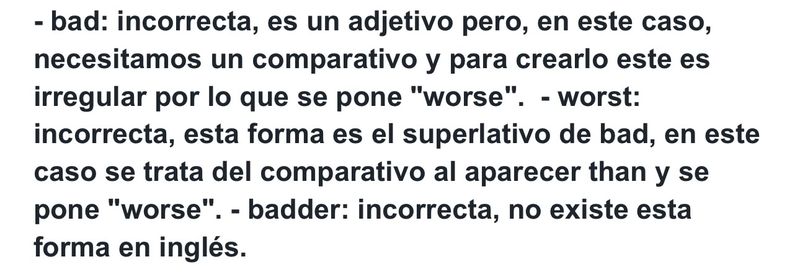 - bad: incorrecta, es un adjetivo pero, en este caso,
necesitamos un comparativo y para crearlo este es
irregular por lo que se pone "worse".  - worst:
incorrecta, esta forma es el superlativo de bad, en este
caso se trata del comparativo al aparecer than y se
pone "worse". - badder: incorrecta, no existe esta
forma en inglés.